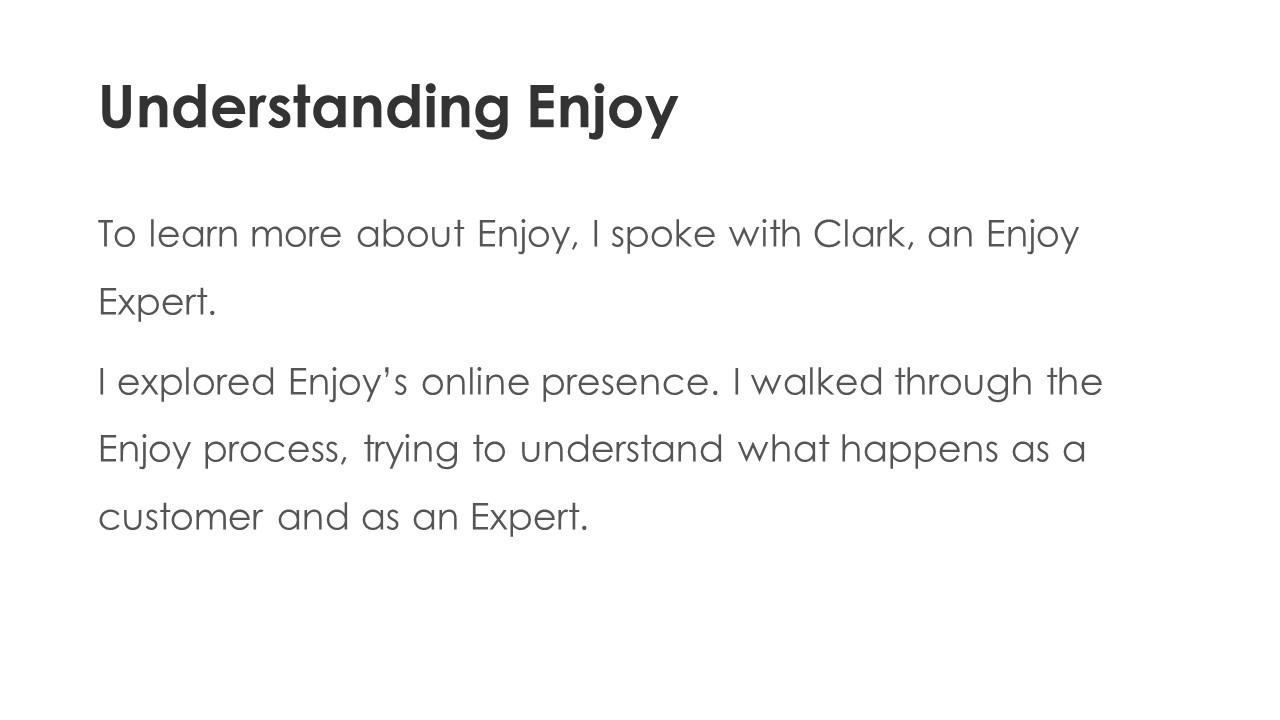 Understanding Enjoy
To learn more about Enjoy, I spoke with Clark, an Enjoy
Expert.
I explored Enjoy’s online presence. I walked through the
Enjoy process, trying to understand what happens as a
customer and as an Expert.